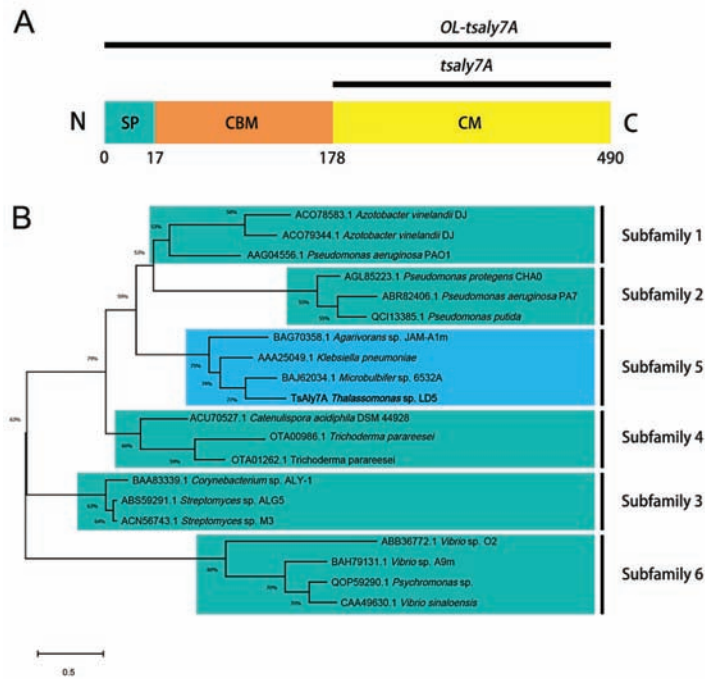 A
OL-tsaly7A
tsaly7A
N
SP
CBM
CM
C
0
17
178
490
B
ACO78583.1 Azotobacter vinelandii DJ
ACO79344.1 Azotobacter vinelandii DJ
AAG04556.1 Pseudomonas aeruginosa PAO1
Subfamily 1
AGL85223.1 Pseudomonas protegens CHA0
ABR82406.1 Pseudomonas aeruginosa PA7
QCI13385.1 Pseudomonas putida
Subfamily 2
BAG70358.1 Agarivorans sp. JAM-A1m
AAA25049.1 Klebsiella pneumoniae
BAJ62034.1 Microbulbifer sp. 6532A
TsAly7A Thalassomonas sp. LD5
Subfamily 5
ACU70527.1 Catenulispora acidiphila DSM 44928
OTA00986.1 Trichoderma parareesei
OTA01262.1 Trichoderma parareesei
Subfamily 4
BAA83339.1 Corynebacterium sp. ALY-1
ABS59291.1 Streptomyces sp. ALG5
ACN56743.1 Streptomyces sp. M3
Subfamily 3
ABB36772.1 Vibrio sp. O2
BAH79131.1 Vibrio sp. A9m
QOP59290.1 Psychromonas sp.
CAA49630.1 Vibrio sinaloensis
Subfamily 6
0.5